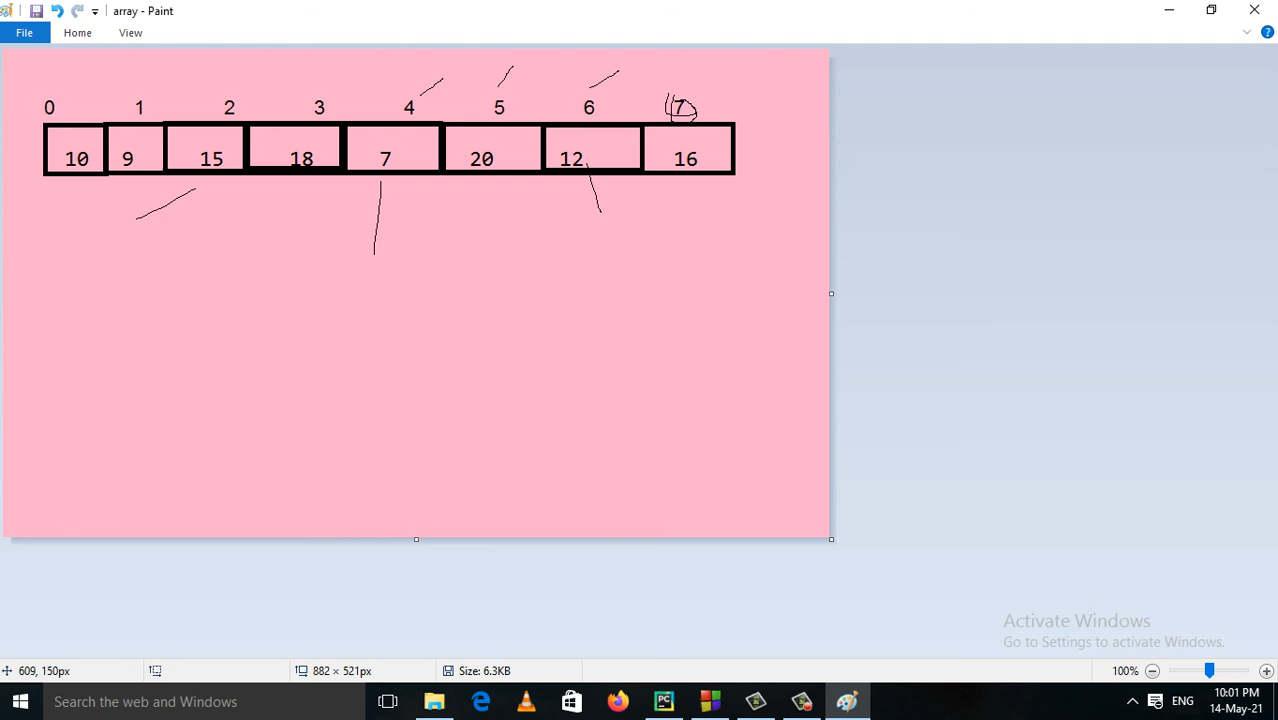 array - Paint
File Home View
0 1 2 3 4 5 6 7
10 9 15 18 7 20 12 16
Activate Windows
Go to Settings to activate Windows.
609, 150px 882 × 521px Size: 6.3KB 100%
Search the web and Windows ENG 10:01 PM
14-May-21